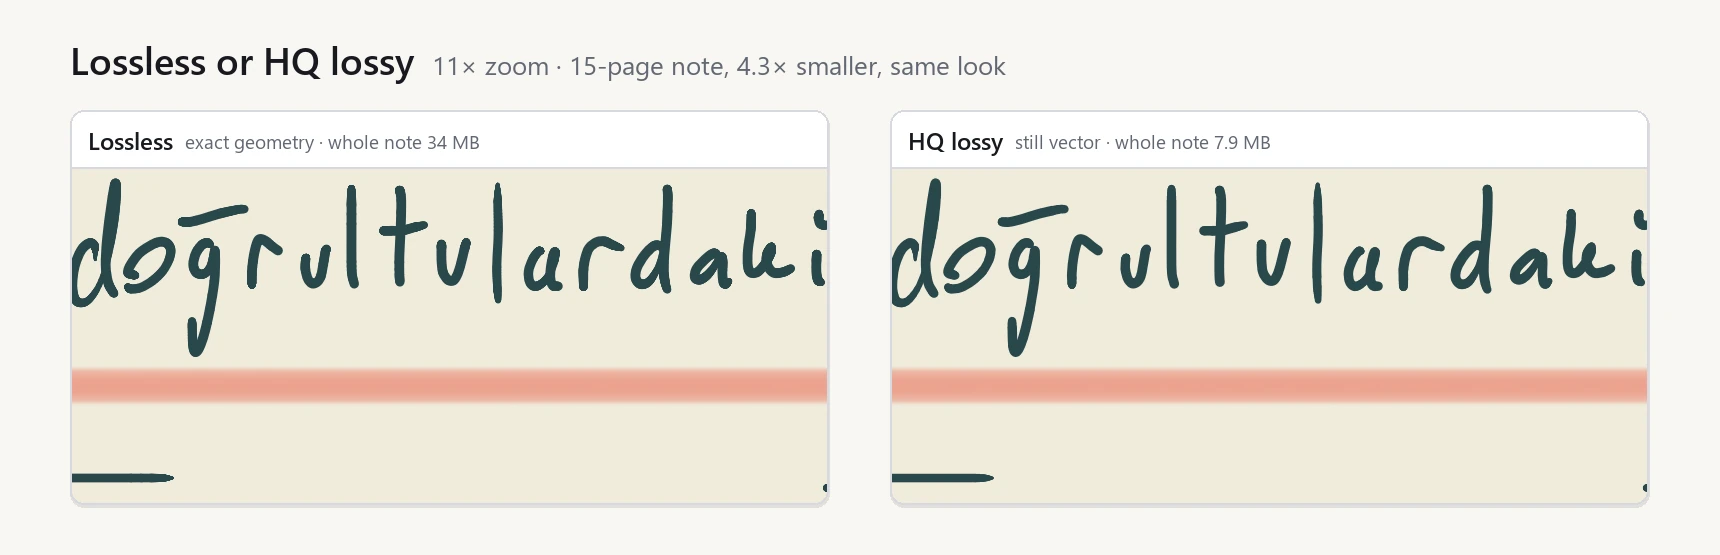 Lossless or HQ lossy 11× zoom · 15-page note, 4.3× smaller, same look
Lossless exact geometry · whole note 34 MB
doğrultulardaki
HQ lossy still vector · whole note 7.9 MB
doğrultulardaki